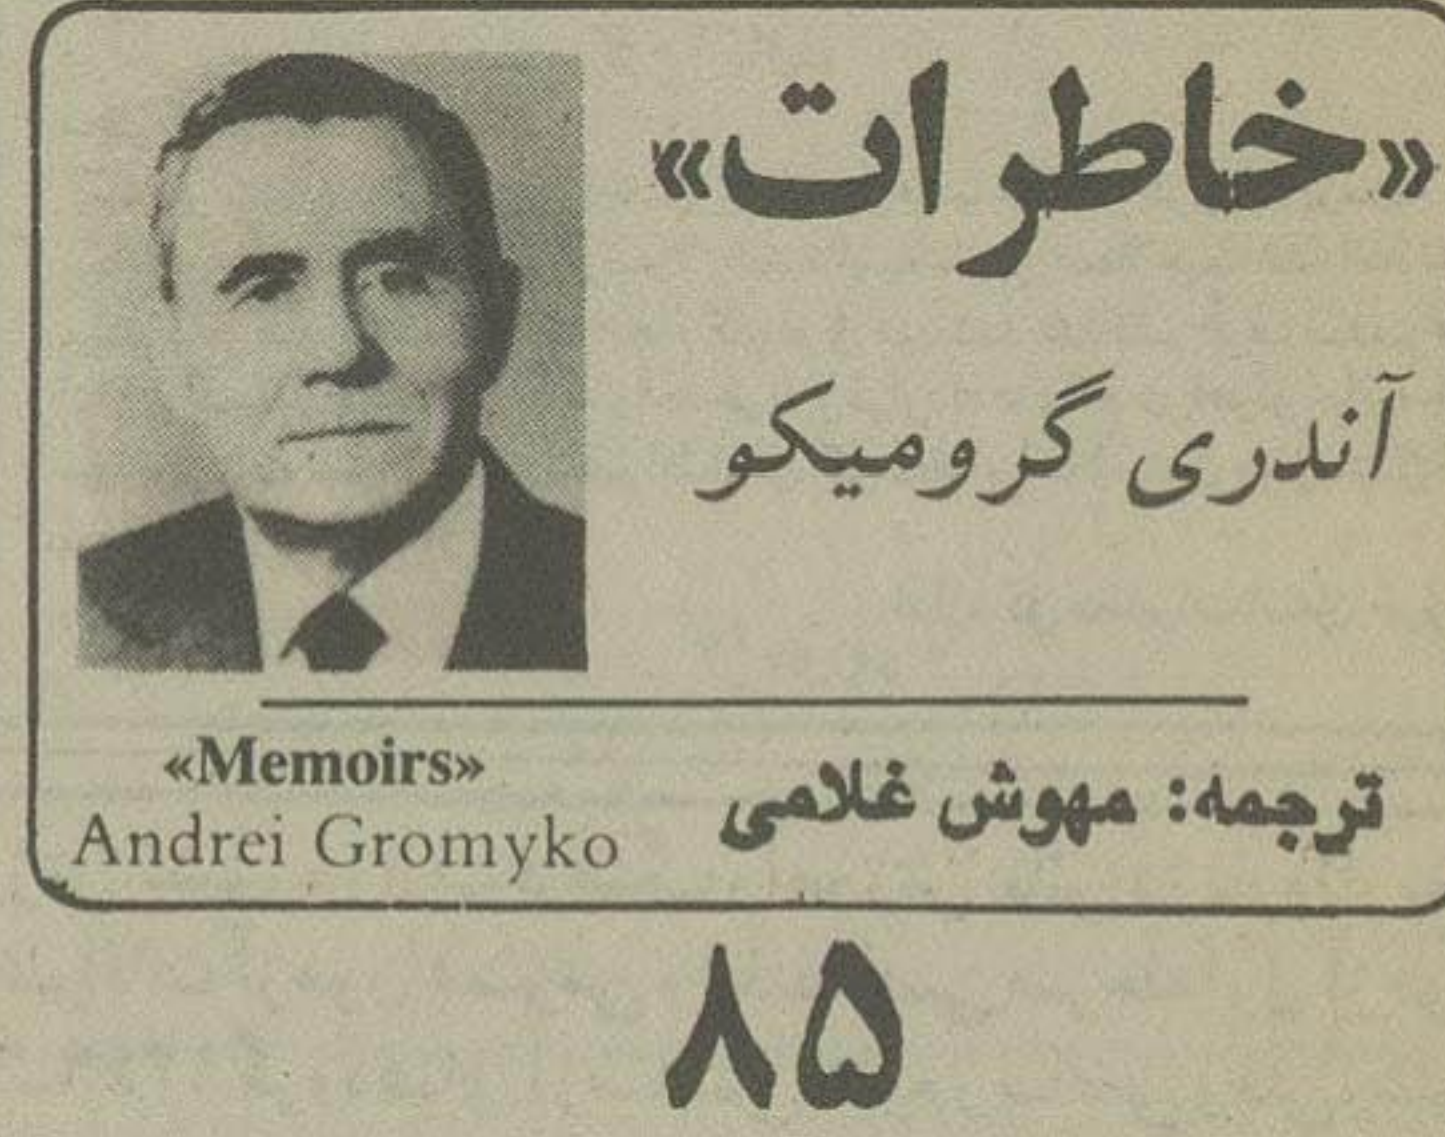 «خاطرات»
آندری گرومیکو
ترجمه: مهوش غلامی
«Memoirs»
Andrei Gromyko
۸۵